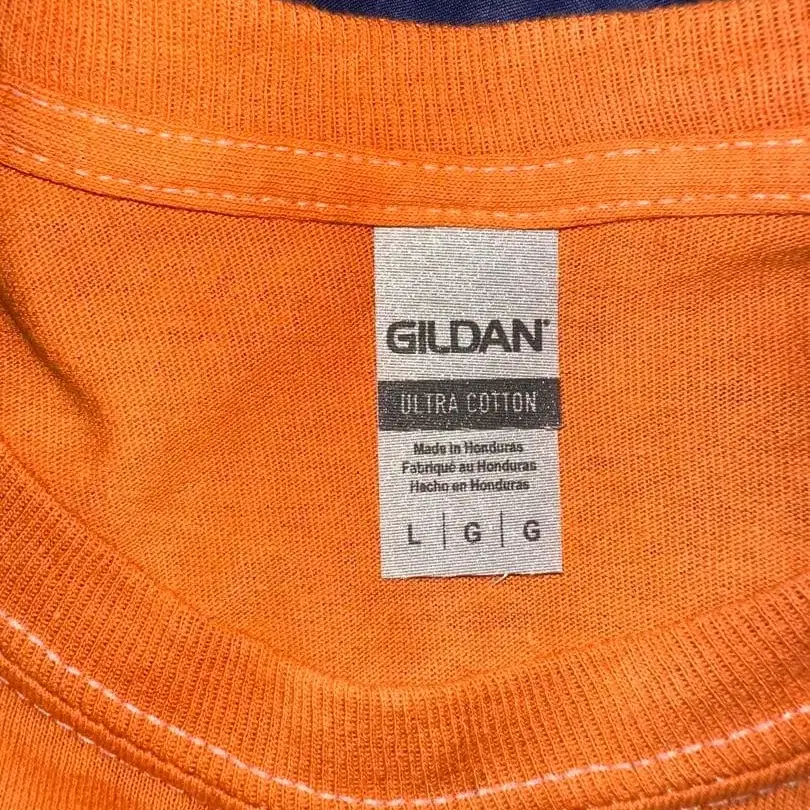 GILDAN®
ULTRA COTTON
Made in Honduras
Fabriqué au Honduras
Hecho en Honduras
L | G | G